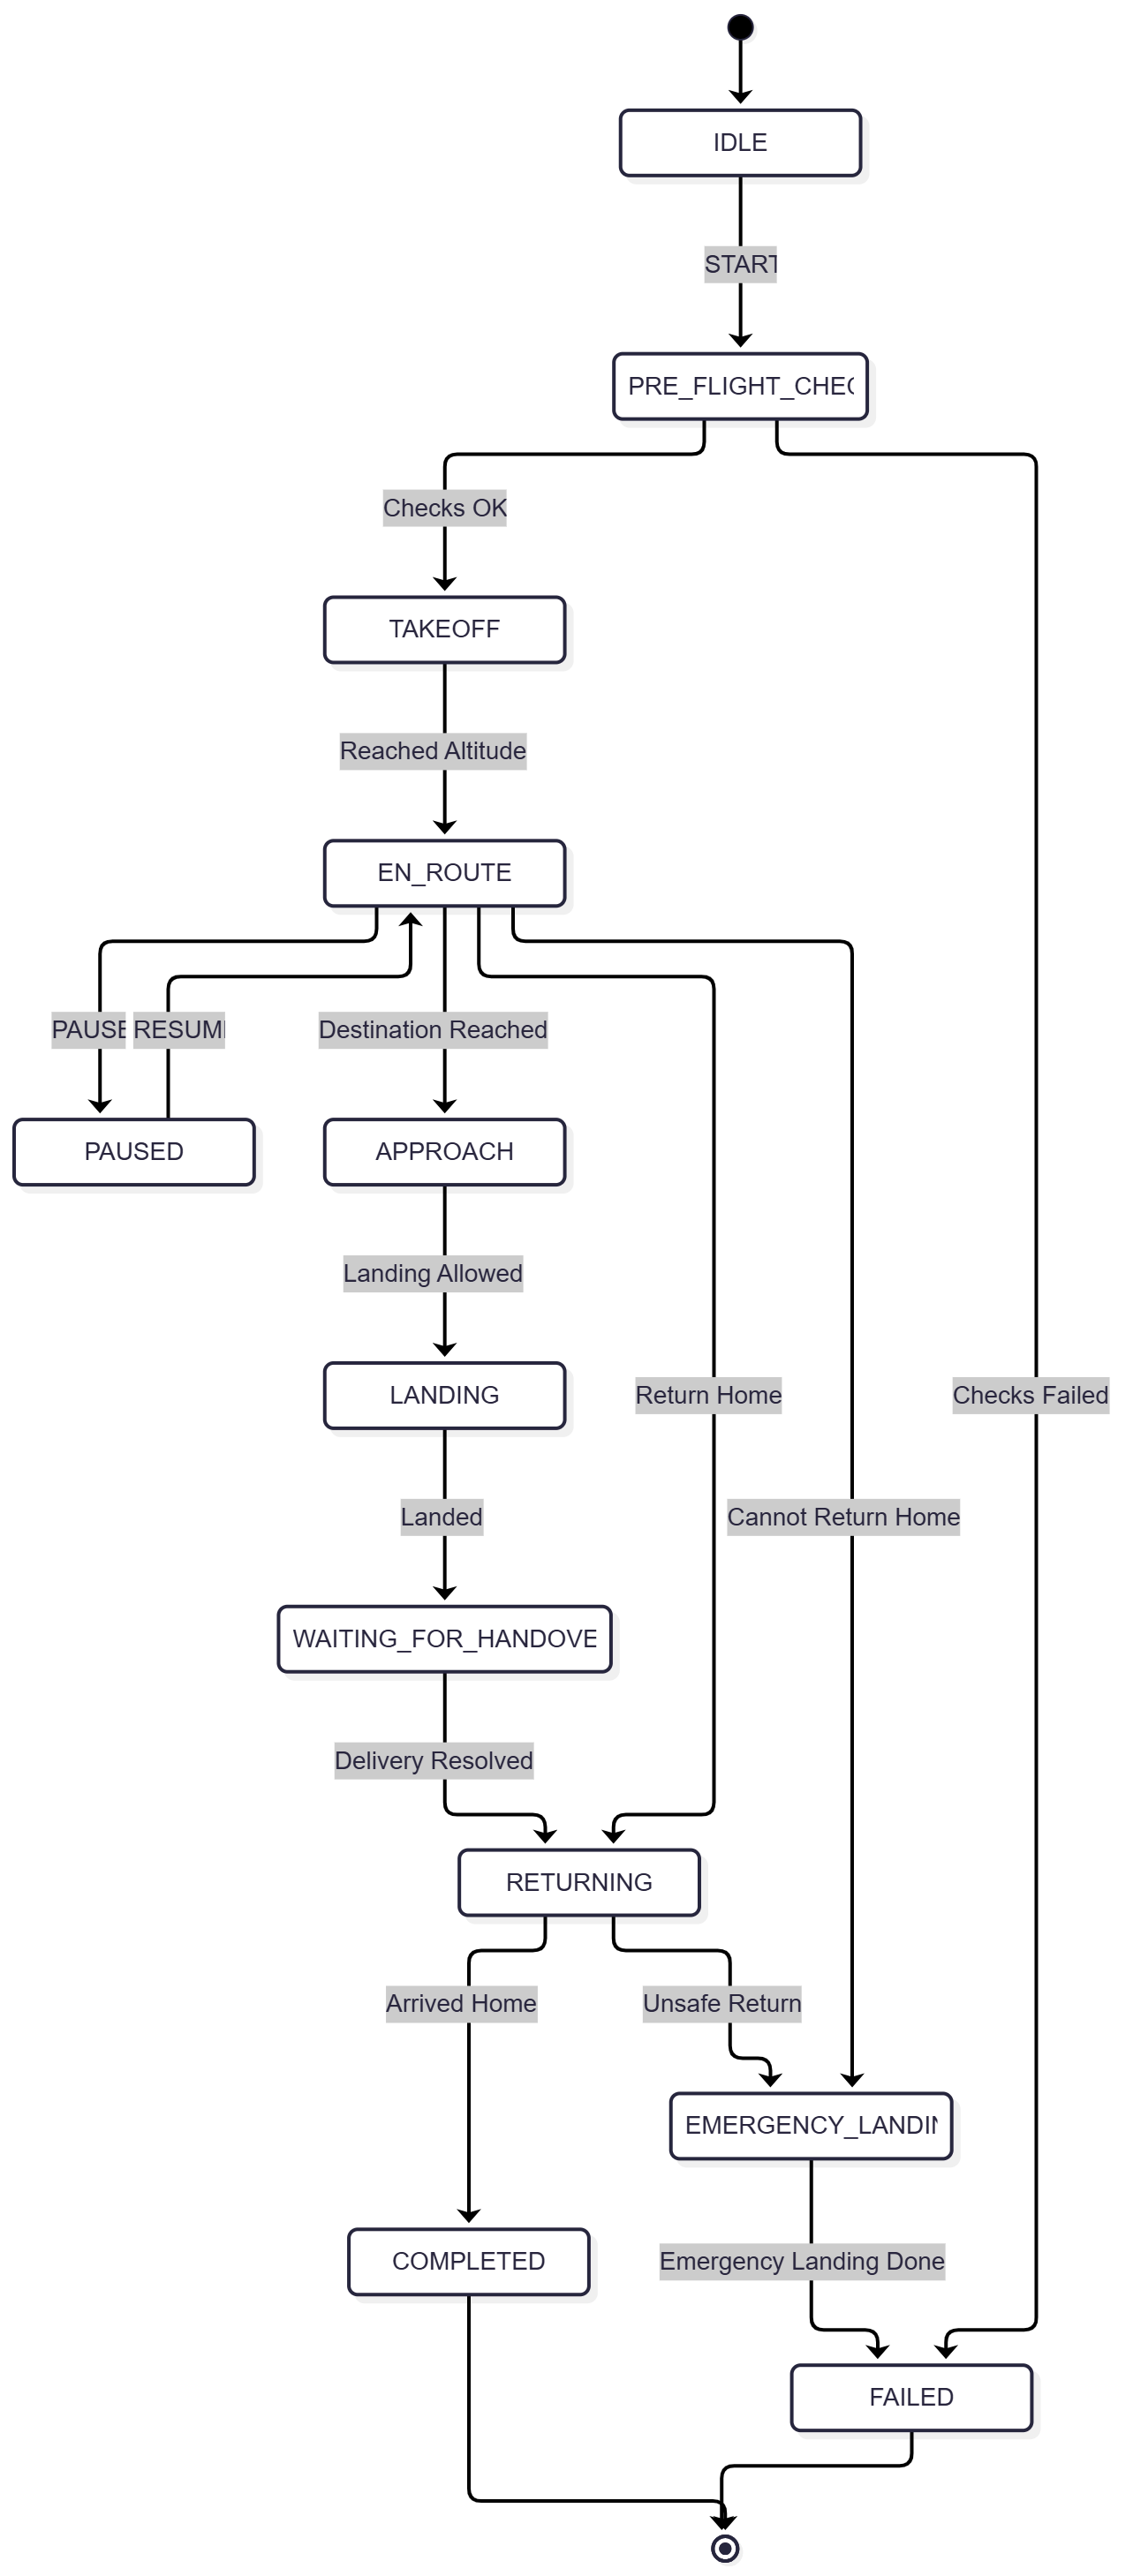 IDLE
START
PRE_FLIGHT_CHEC
Checks OK
TAKEOFF
Reached Altitude
EN_ROUTE
PAUSE RESUM Destination Reached
PAUSED APPROACH
Landing Allowed
LANDING Return Home Checks Failed
Landed Cannot Return Home
WAITING_FOR_HANDOVE
Delivery Resolved
RETURNING
Arrived Home Unsafe Return
EMERGENCY_LANDIN
COMPLETED Emergency Landing Done
FAILED